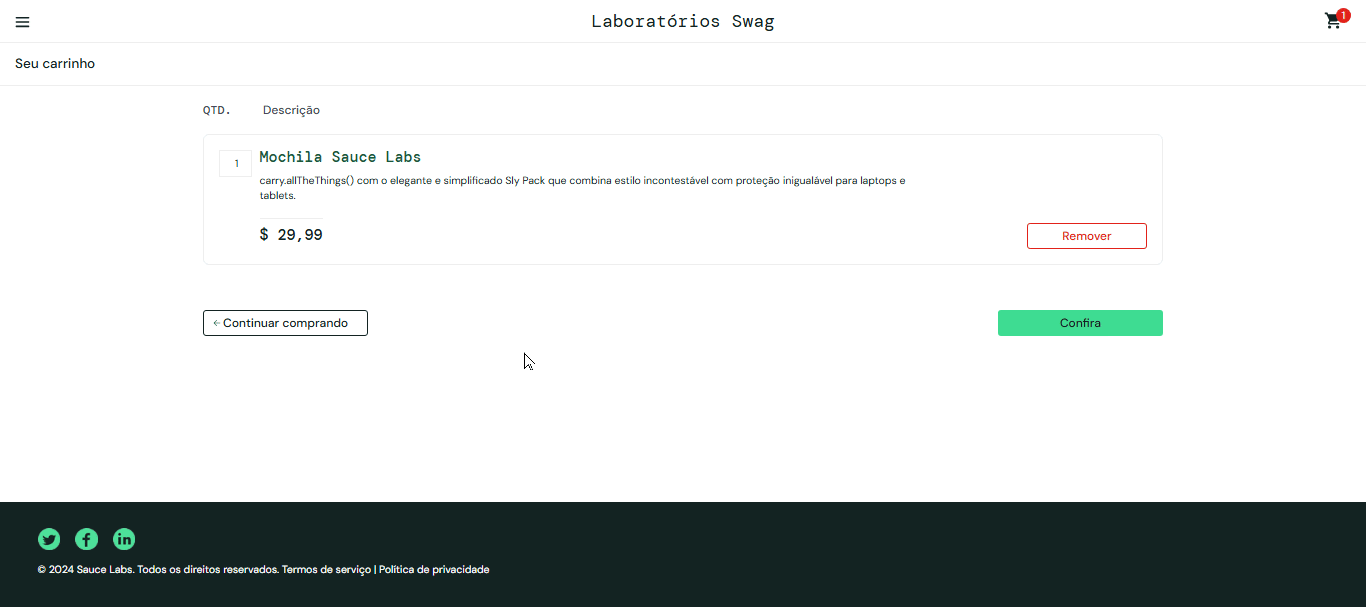 Laboratórios Swag
1
Seu carrinho
QTD. Descrição
1
Mochila Sauce Labs
carry.allTheThings() com o elegante e simplificado Sly Pack que combina estilo incontestável com proteção inigualável para laptops e
tablets.
$ 29,99
Remover
Continuar comprando
Confira
© 2024 Sauce Labs. Todos os direitos reservados. Termos de serviço | Política de privacidade